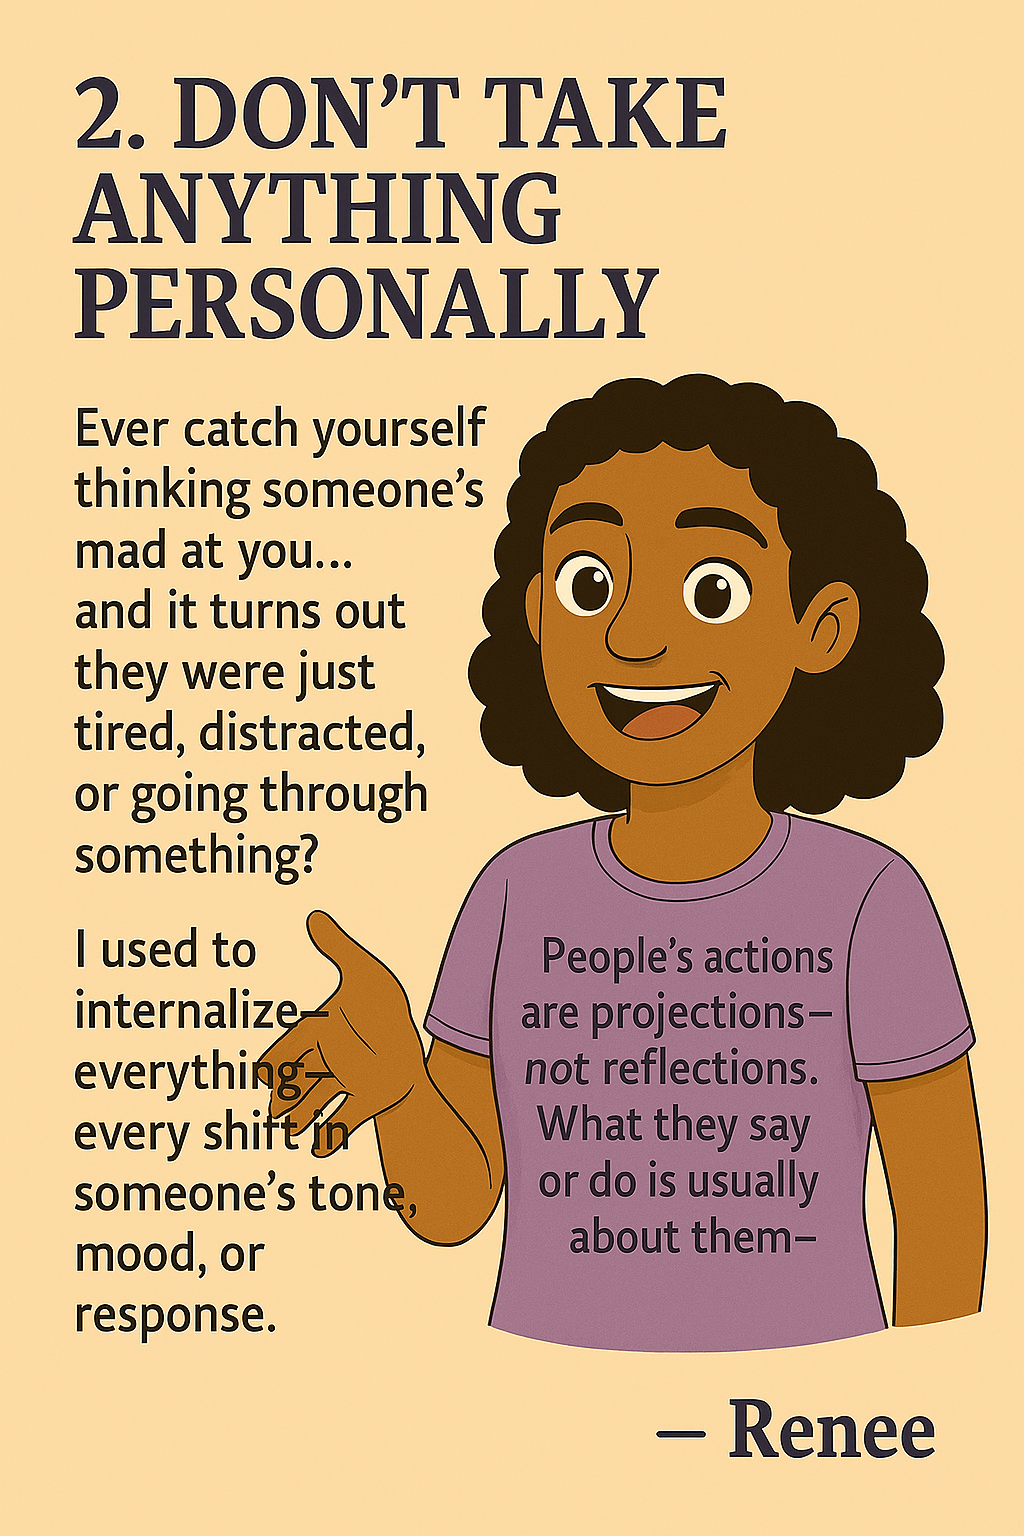 2. DON'T TAKE
ANYTHING
PERSONALLY
Ever catch yourself
thinking someone's
mad at you...
and it turns out
they were just
tired, distracted,
or going through
something?
I used to
internalize–
everything–
every shift in
someone's tone,
mood, or
response.
People's actions
are projections–
not reflections.
What they say
or do is usually
about them–
– Renee